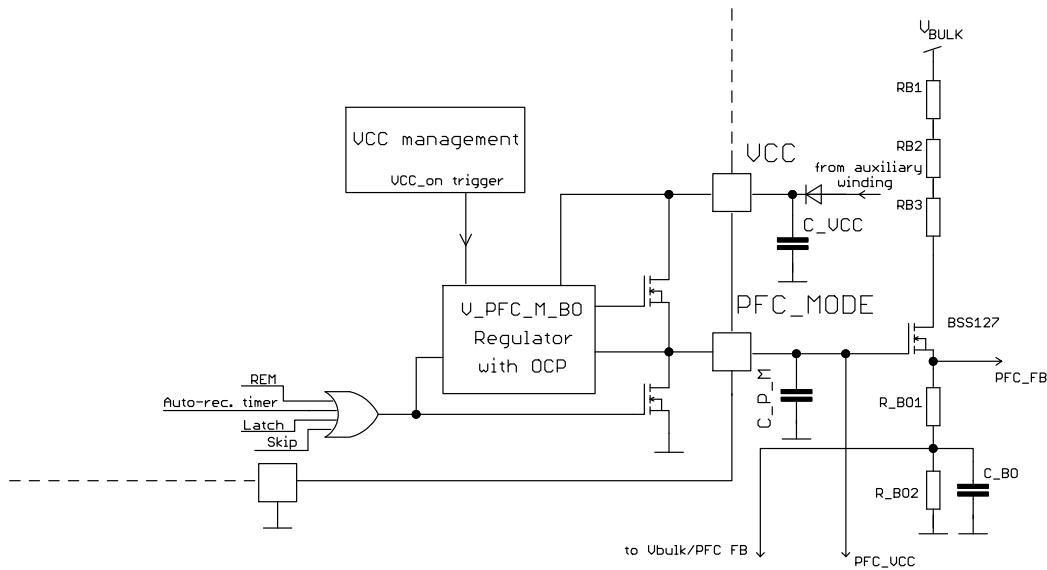 V_BULK
RB1
RB2
RB3
VCC management
VCC_on trigger
VCC
from auxiliary
winding
C_VCC
V_PFC_M_BO
Regulator
with OCP
PFC_MODE
BSS127
PFC_FB
C_P_M
REM
Auto-rec. timer
Latch
Skip
R_BO1
R_BO2
C_BO
to Vbulk/PFC FB
PFC_VCC